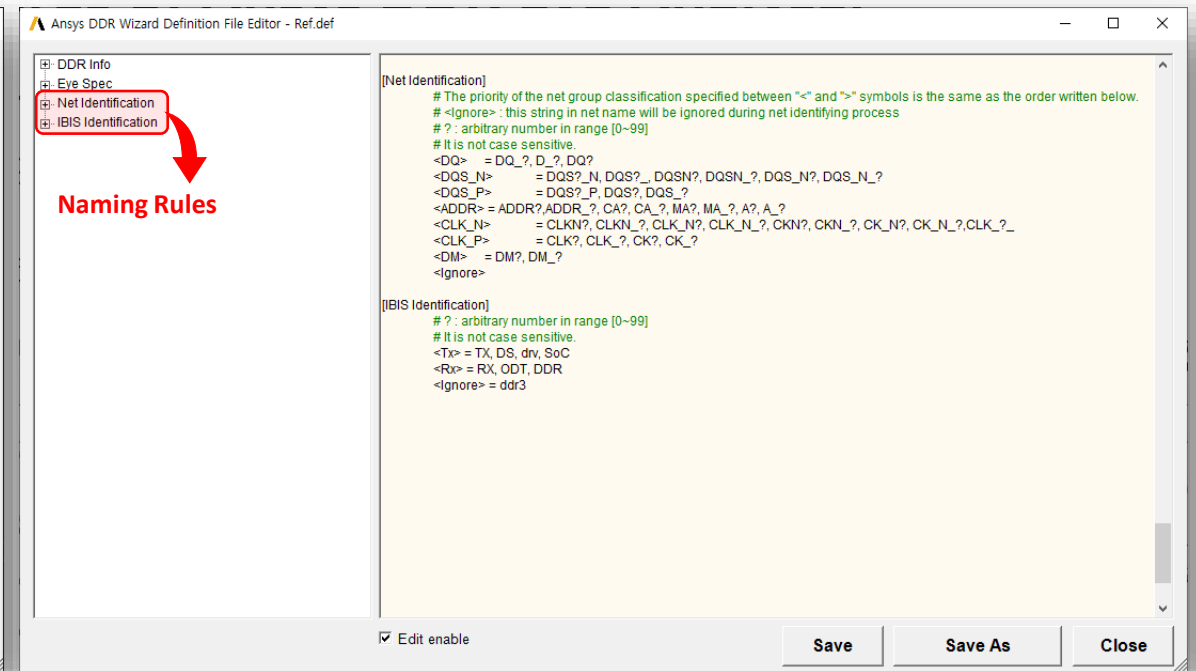 Ansys DDR Wizard Definition File Editor - Ref.def
DDR Info
Eye Spec
Net Identification
IBIS Identification
Naming Rules
[Net Identification]
# The priority of the net group classification specified between "<" and ">" symbols is the same as the order written below.
# <Ignore> : this string in net name will be ignored during net identifying process
# ? : arbitrary number in range [0~99]
# It is not case sensitive.
<DQ> = DQ_?, D_?, DQ?
<DQS_N> = DQS?_N, DQS?_, DQSN?, DQSN_?, DQS_N?, DQS_N_?
<DQS_P> = DQS?_P, DQS?, DQS_?
<ADDR> = ADDR?,ADDR_?, CA?, CA_?, MA?, MA_?, A?, A_?
<CLK_N> = CLKN?, CLKN_?, CLK_N?, CLK_N_?, CKN?, CKN_?, CK_N?, CK_N_?,CLK_?_
<CLK_P> = CLK?, CLK_?, CK?, CK_?
<DM> = DM?, DM_?
<Ignore>
[IBIS Identification]
# ? : arbitrary number in range [0~99]
# It is not case sensitive.
<Tx> = TX, DS, drv, SoC
<Rx> = RX, ODT, DDR
<Ignore> = ddr3
Edit enable
Save
Save As
Close